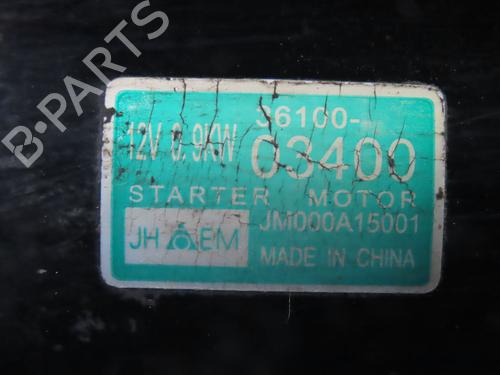 B-PARTS
36100-
12V 0.9KW 03400
STARTER MOTOR
JH EM JM000A15001
MADE IN CHINA